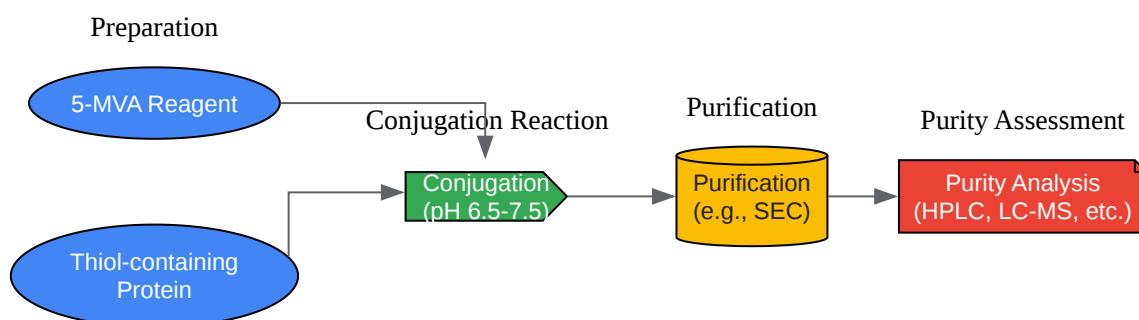 Preparation
5-MVA Reagent
Thiol-containing
Protein
Conjugation Reaction
Conjugation
(pH 6.5-7.5)
Purification
Purification
(e.g., SEC)
Purity Assessment
Purity Analysis
(HPLC, LC-MS, etc.)